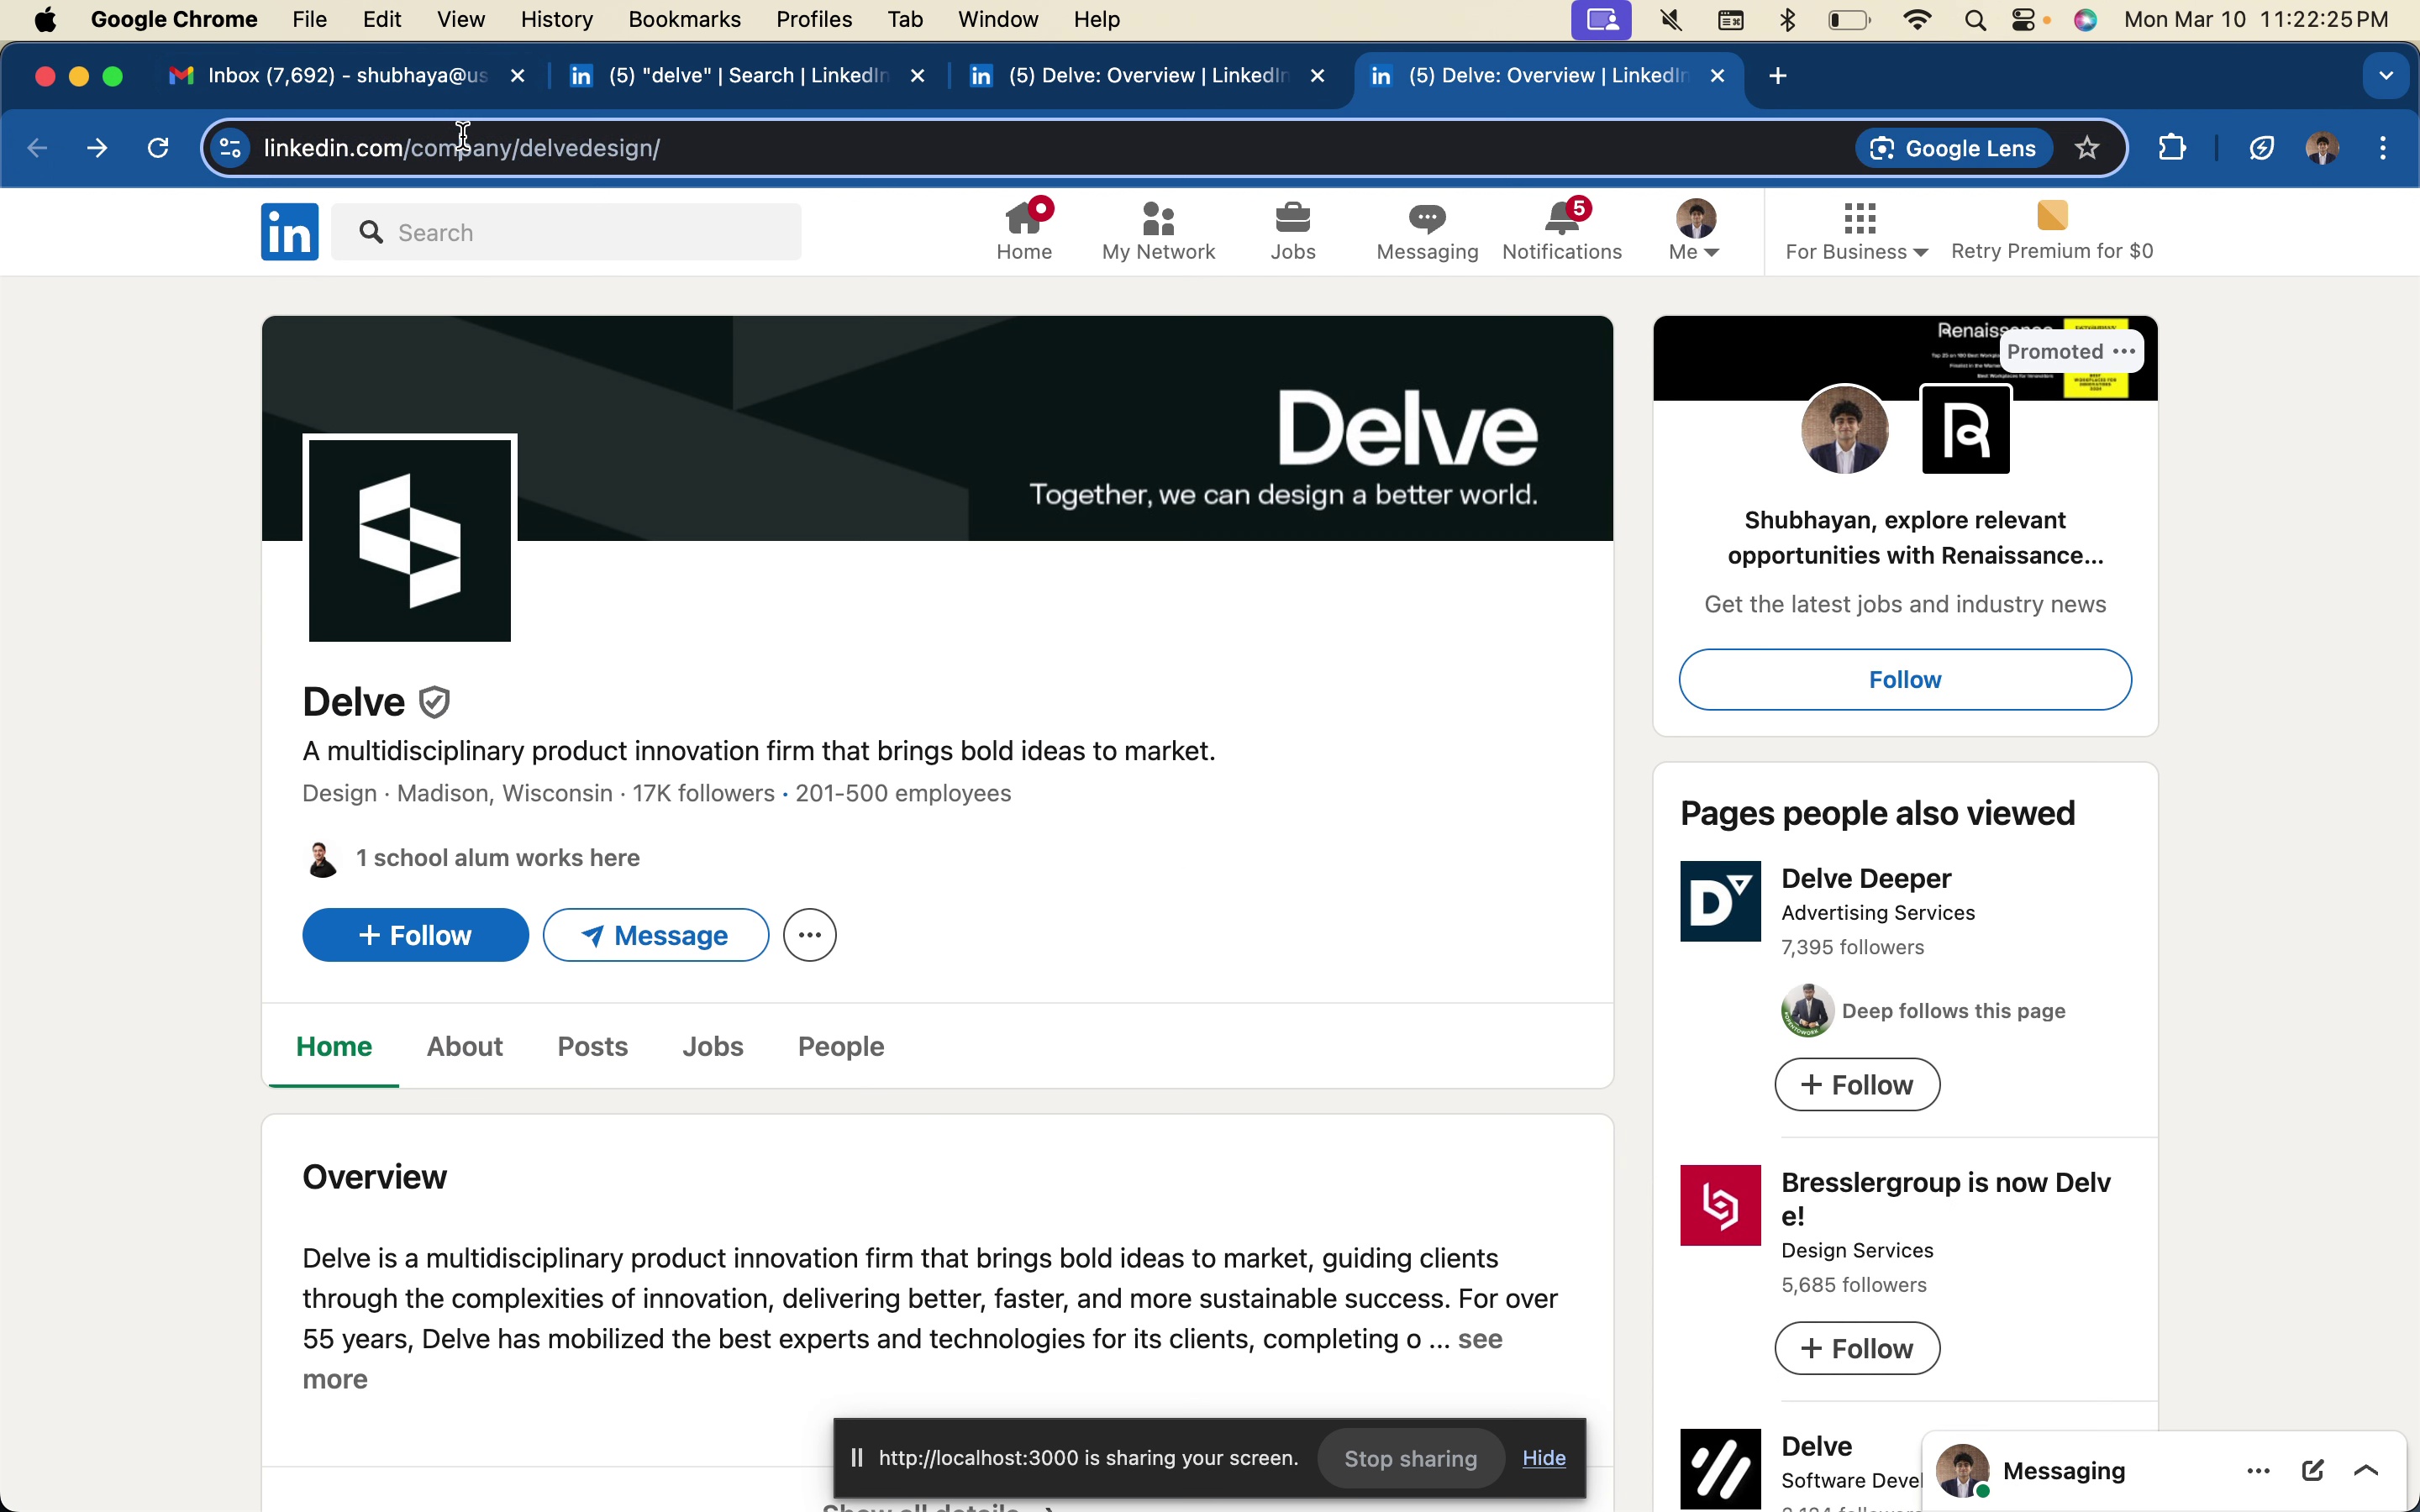 Google Chrome File Edit View History Bookmarks Profiles Tab Window Help Mon Mar 10 11:22:25 PM
Inbox (7,692) - shubhaya@us (5) "delve" | Search | LinkedIn (5) Delve: Overview | LinkedIn (5) Delve: Overview | LinkedIn
linkedin.com/company/delvedesign/ Google Lens
in Search Home My Network Jobs Messaging 5 Notifications Me For Business Retry Premium for $0
Delve
Together, we can design a better world.
Delve
A multidisciplinary product innovation firm that brings bold ideas to market.
Design · Madison, Wisconsin · 17K followers · 201-500 employees
1 school alum works here
+ Follow Message
Home About Posts Jobs People
Overview
Delve is a multidisciplinary product innovation firm that brings bold ideas to market, guiding clients
through the complexities of innovation, delivering better, faster, and more sustainable success. For over
55 years, Delve has mobilized the best experts and technologies for its clients, completing o ... see
more
Show all details
Promoted
Shubhayan, explore relevant
opportunities with Renaissance...
Get the latest jobs and industry news
Follow
Pages people also viewed
Delve Deeper
Advertising Services
7,395 followers
Deep follows this page
+ Follow
Bresslergroup is now Delv
e!
Design Services
5,685 followers
+ Follow
Delve
Software Devel
http://localhost:3000 is sharing your screen. Stop sharing Hide
Messaging